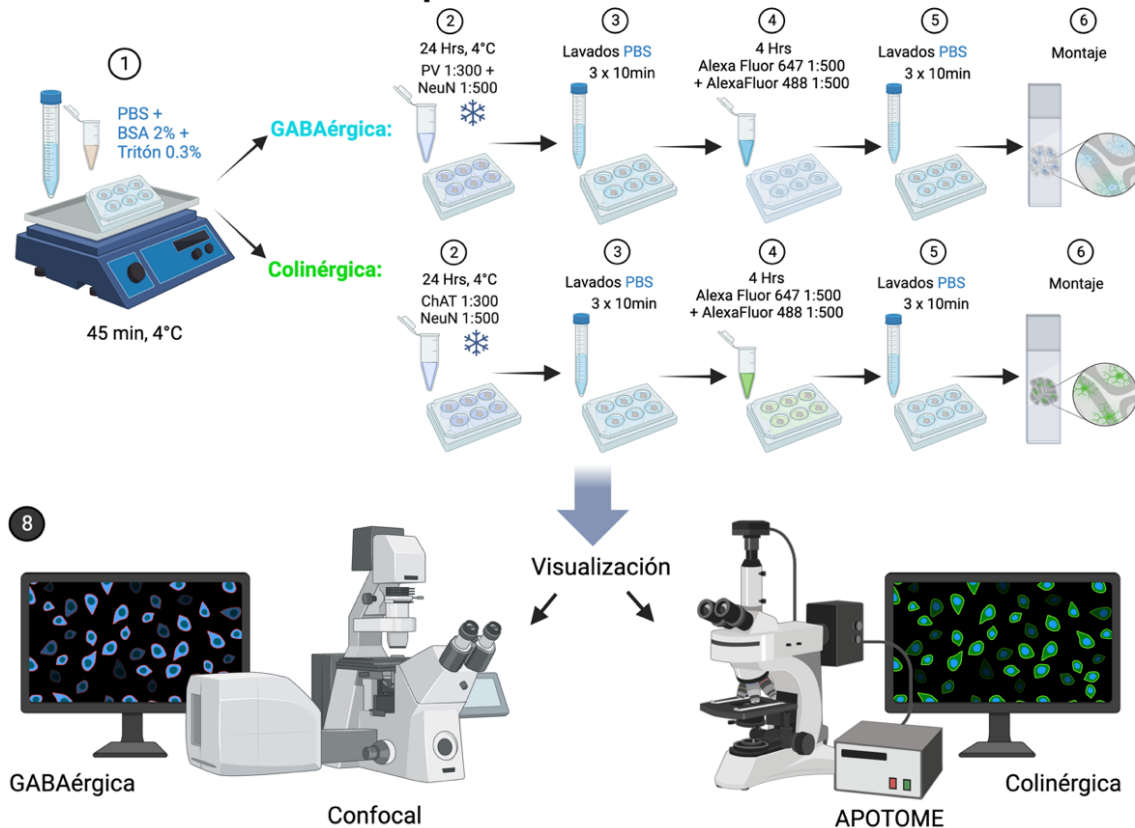 1
PBS +
BSA 2% +
Tritón 0.3%
45 min, 4°C
GABAérgica:
2
24 Hrs, 4°C
PV 1:300 +
NeuN 1:500
3
Lavados PBS
3 x 10min
4
4 Hrs
Alexa Fluor 647 1:500
+ AlexaFluor 488 1:500
5
Lavados PBS
3 x 10min
6
Montaje
Colinérgica:
2
24 Hrs, 4°C
ChAT 1:300
NeuN 1:500
3
Lavados PBS
3 x 10min
4
4 Hrs
Alexa Fluor 647 1:500
+ AlexaFluor 488 1:500
5
Lavados PBS
3 x 10min
6
Montaje
8
Visualización
GABAérgica
Confocal
APOTOME
Colinérgica